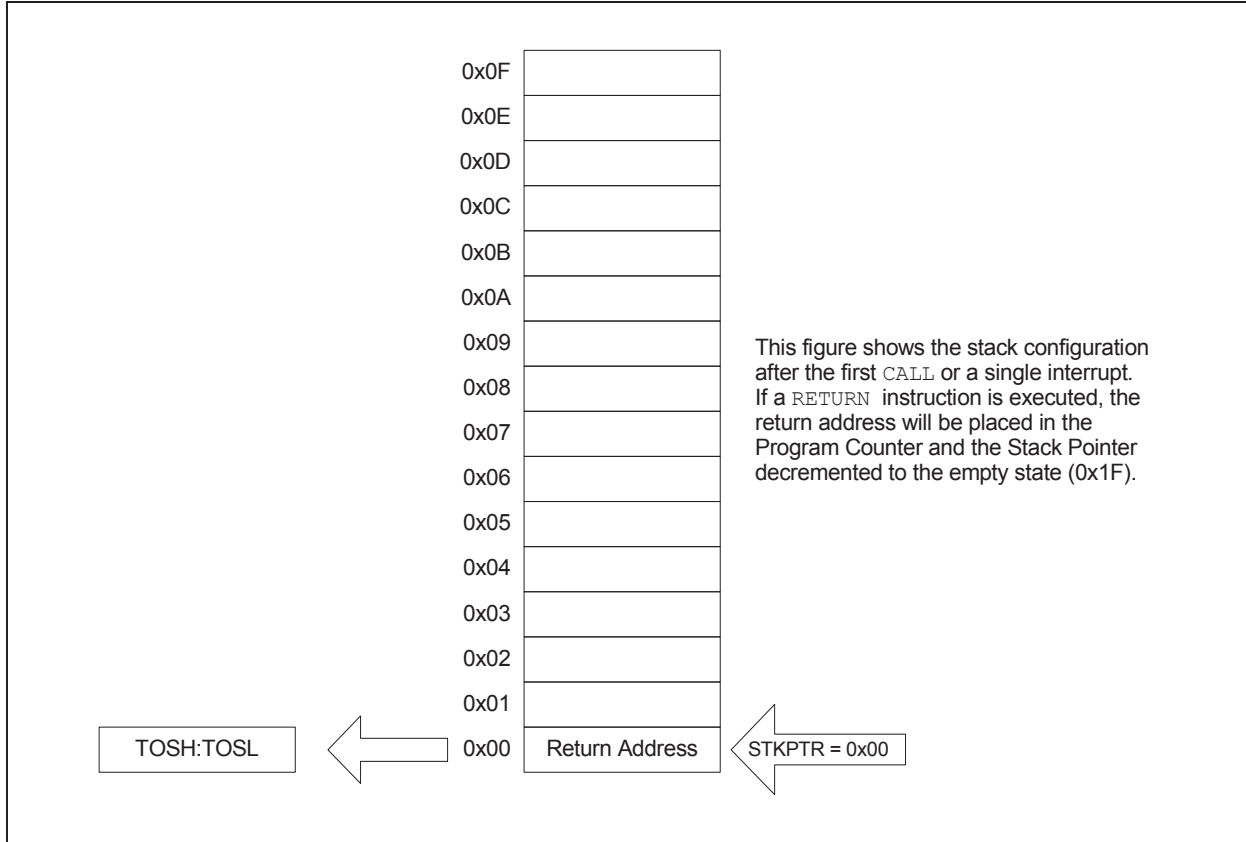 0x0F
0x0E
0x0D
0x0C
0x0B
0x0A
0x09
0x08
0x07
0x06
0x05
0x04
0x03
0x02
0x01
This figure shows the stack configuration
after the first CALL or a single interrupt.
If a RETURN instruction is executed, the
return address will be placed in the
Program Counter and the Stack Pointer
decremented to the empty state (0x1F).
TOSH:TOSL 0x00 Return Address STKPTR = 0x00